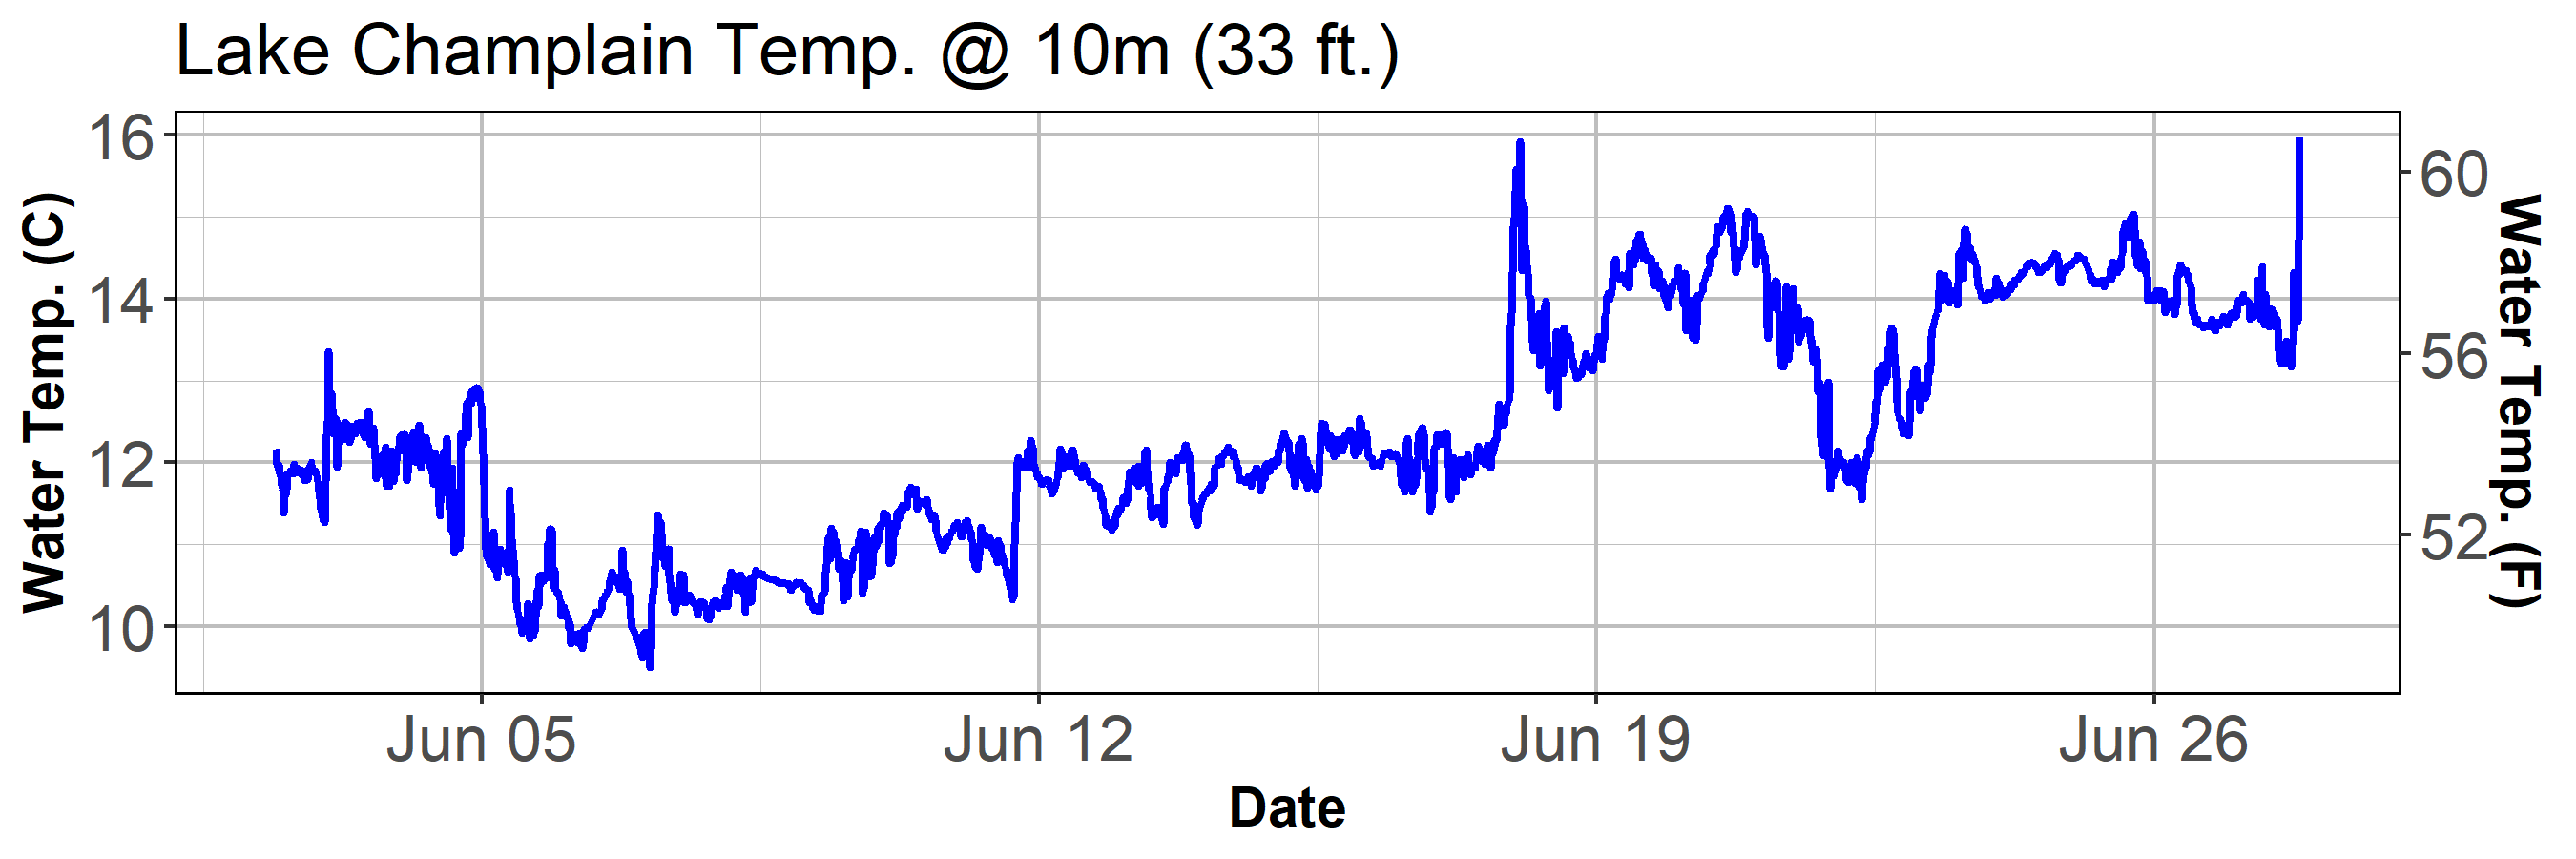 Lake Champlain Temp. @ 10m (33 ft.)
Water Temp. (C)
16
14
12
10
60
56
52
Water Temp. (F)
Jun 05
Jun 12
Jun 19
Jun 26
Date